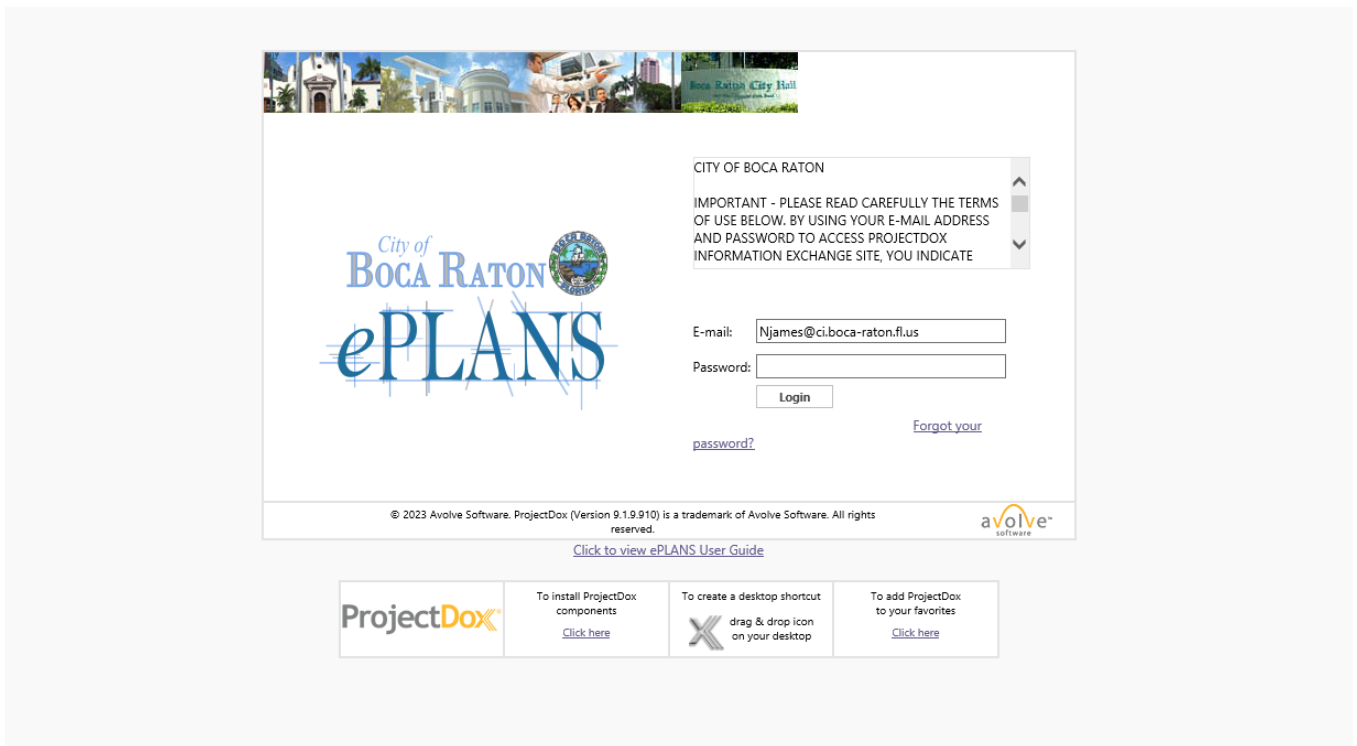 Boca Raton City Hall
CITY OF BOCA RATON
IMPORTANT - PLEASE READ CAREFULLY THE TERMS
OF USE BELOW. BY USING YOUR E-MAIL ADDRESS
AND PASSWORD TO ACCESS PROJECTDOX
INFORMATION EXCHANGE SITE, YOU INDICATE
City of
BOCA RATON
BOCA RATON
FLORIDA
ePLANS
E-mail: Njames@ci.boca-raton.fl.us
Password:
Login
Forgot your
password?
© 2023 Avolve Software. ProjectDox (Version 9.1.9.910) is a trademark of Avolve Software. All rights
reserved.
avolve
software
Click to view ePLANS User Guide
ProjectDox
To install ProjectDox
components
Click here
To create a desktop shortcut
drag & drop icon
on your desktop
To add ProjectDox
to your favorites
Click here